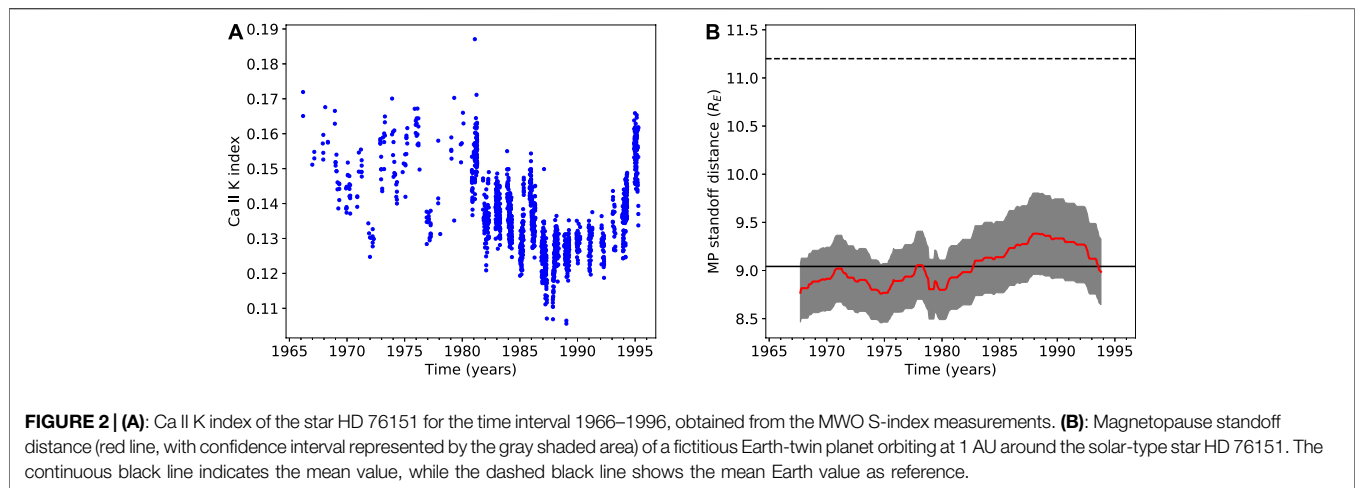 A
Ca II K index
0.19
0.18
0.17
0.16
0.15
0.14
0.13
0.12
0.11
1965 1970 1975 1980 1985 1990 1995
Time (years)
B
MP standoff distance (R_E)
11.5
11.0
10.5
10.0
9.5
9.0
8.5
1965 1970 1975 1980 1985 1990 1995
Time (years)
FIGURE 2 | (A): Ca II K index of the star HD 76151 for the time interval 1966–1996, obtained from the MWO S-index measurements. (B): Magnetopause standoff
distance (red line, with confidence interval represented by the gray shaded area) of a fictitious Earth-twin planet orbiting at 1 AU around the solar-type star HD 76151. The
continuous black line indicates the mean value, while the dashed black line shows the mean Earth value as reference.